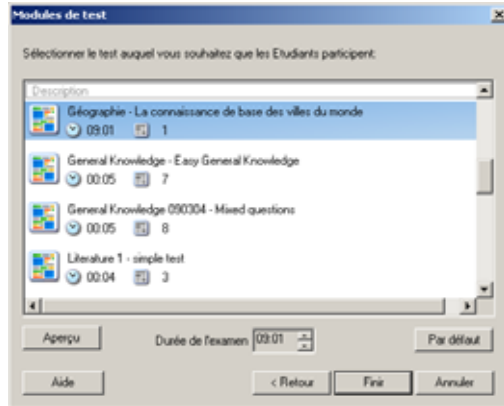 Modules de test
Sélectionner le test auquel vous souhaitez que les Etudiants participent:
Description
Géographie - La connaissance de base des villes du monde
09:01 1
General Knowledge - Easy General Knowledge
00:05 7
General Knowledge 090304 - Mixed questions
00:05 8
Literature 1 - simple test
00:04 3
Aperçu Durée de l'examen 09:01 Par défaut
Aide < Retour Finir Annuler